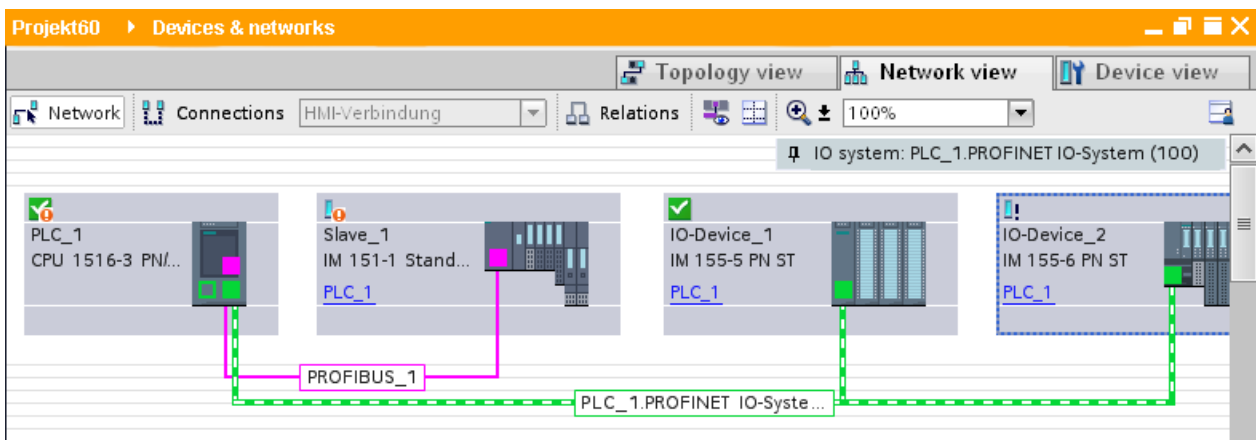 Projekt60 Devices & networks
Topology view Network view Device view
Network Connections HMI-Verbindung Relations 100%
IO system: PLC_1.PROFINET IO-System (100)
PLC_1
CPU 1516-3 PN/...
Slave_1
IM 151-1 Stand...
PLC_1
IO-Device_1
IM 155-5 PN ST
PLC_1
IO-Device_2
IM 155-6 PN ST
PLC_1
PROFIBUS_1
PLC_1.PROFINET IO-Syste...